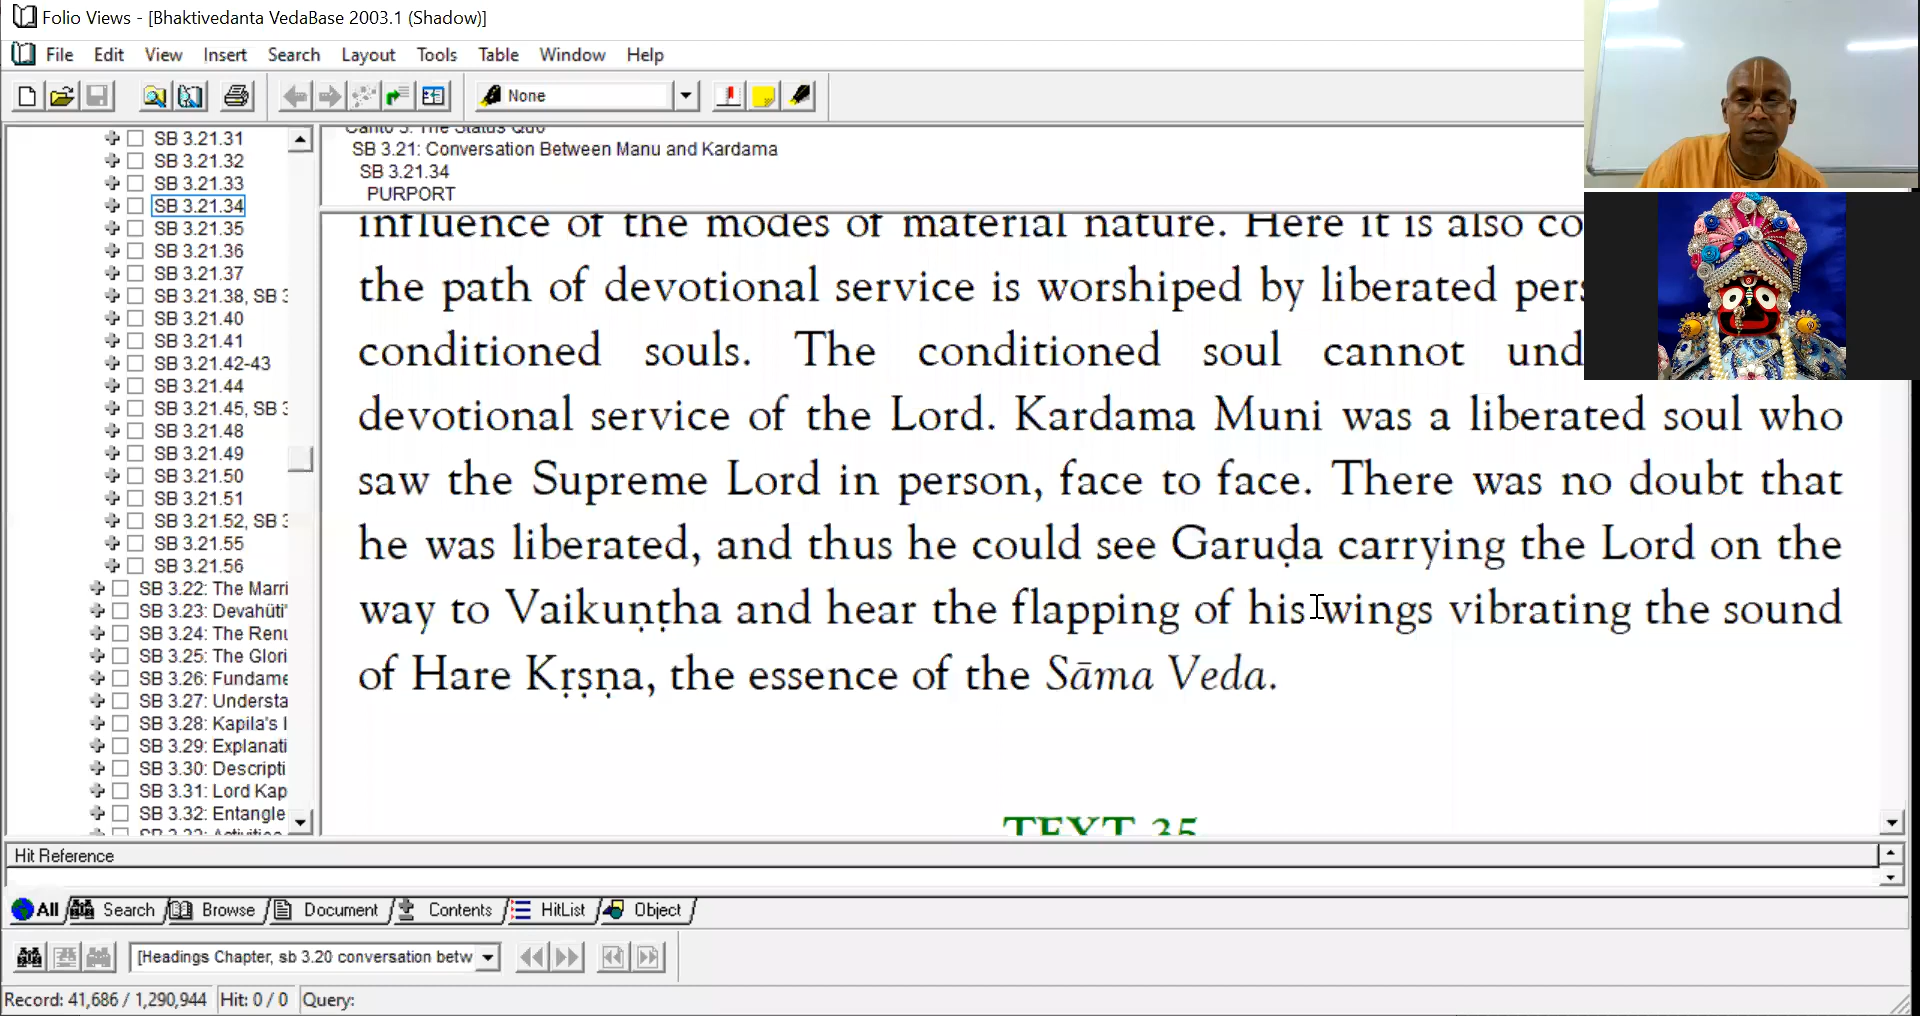 Folio Views - [Bhaktivedanta VedaBase 2003.1 (Shadow)]
File Edit View Insert Search Layout Tools Table Window Help
None
SB 3.21.31
SB 3.21.32
SB 3.21.33
SB 3.21.34
SB 3.21.35
SB 3.21.36
SB 3.21.37
SB 3.21.38, SB 3
SB 3.21.40
SB 3.21.41
SB 3.21.42-43
SB 3.21.44
SB 3.21.45, SB 3
SB 3.21.48
SB 3.21.49
SB 3.21.50
SB 3.21.51
SB 3.21.52, SB 3
SB 3.21.55
SB 3.21.56
SB 3.22: The Marri
SB 3.23: Devahūti'
SB 3.24: The Renu
SB 3.25: The Glori
SB 3.26: Fundame
SB 3.27: Understa
SB 3.28: Kapila's I
SB 3.29: Explanati
SB 3.30: Descripti
SB 3.31: Lord Kap
SB 3.32: Entangle
Canto 3: The Status Quo
SB 3.21: Conversation Between Manu and Kardama
SB 3.21.34
PURPORT
influence of the modes of material nature. Here it is also co
the path of devotional service is worshiped by liberated pers
conditioned souls. The conditioned soul cannot und
devotional service of the Lord. Kardama Muni was a liberated soul who
saw the Supreme Lord in person, face to face. There was no doubt that
he was liberated, and thus he could see Garuḍa carrying the Lord on the
way to Vaikuṇṭha and hear the flapping of his wings vibrating the sound
of Hare Kṛṣṇa, the essence of the Sāma Veda.
TEXT 35
Hit Reference
All Search Browse Document Contents HitList Object
[Headings Chapter, sb 3.20 conversation betw
Record: 41,686 / 1,290,944 Hit: 0 / 0 Query: